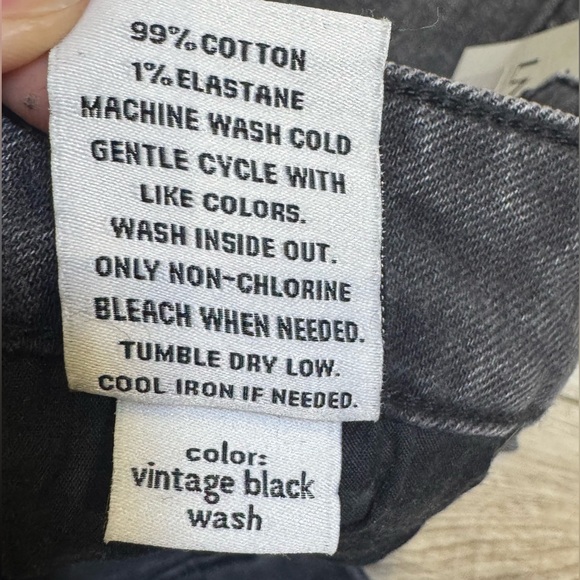 99% COTTON
1% ELASTANE
MACHINE WASH COLD
GENTLE CYCLE WITH
LIKE COLORS.
WASH INSIDE OUT.
ONLY NON-CHLORINE
BLEACH WHEN NEEDED.
TUMBLE DRY LOW.
COOL IRON IF NEEDED.
color:
vintage black
wash